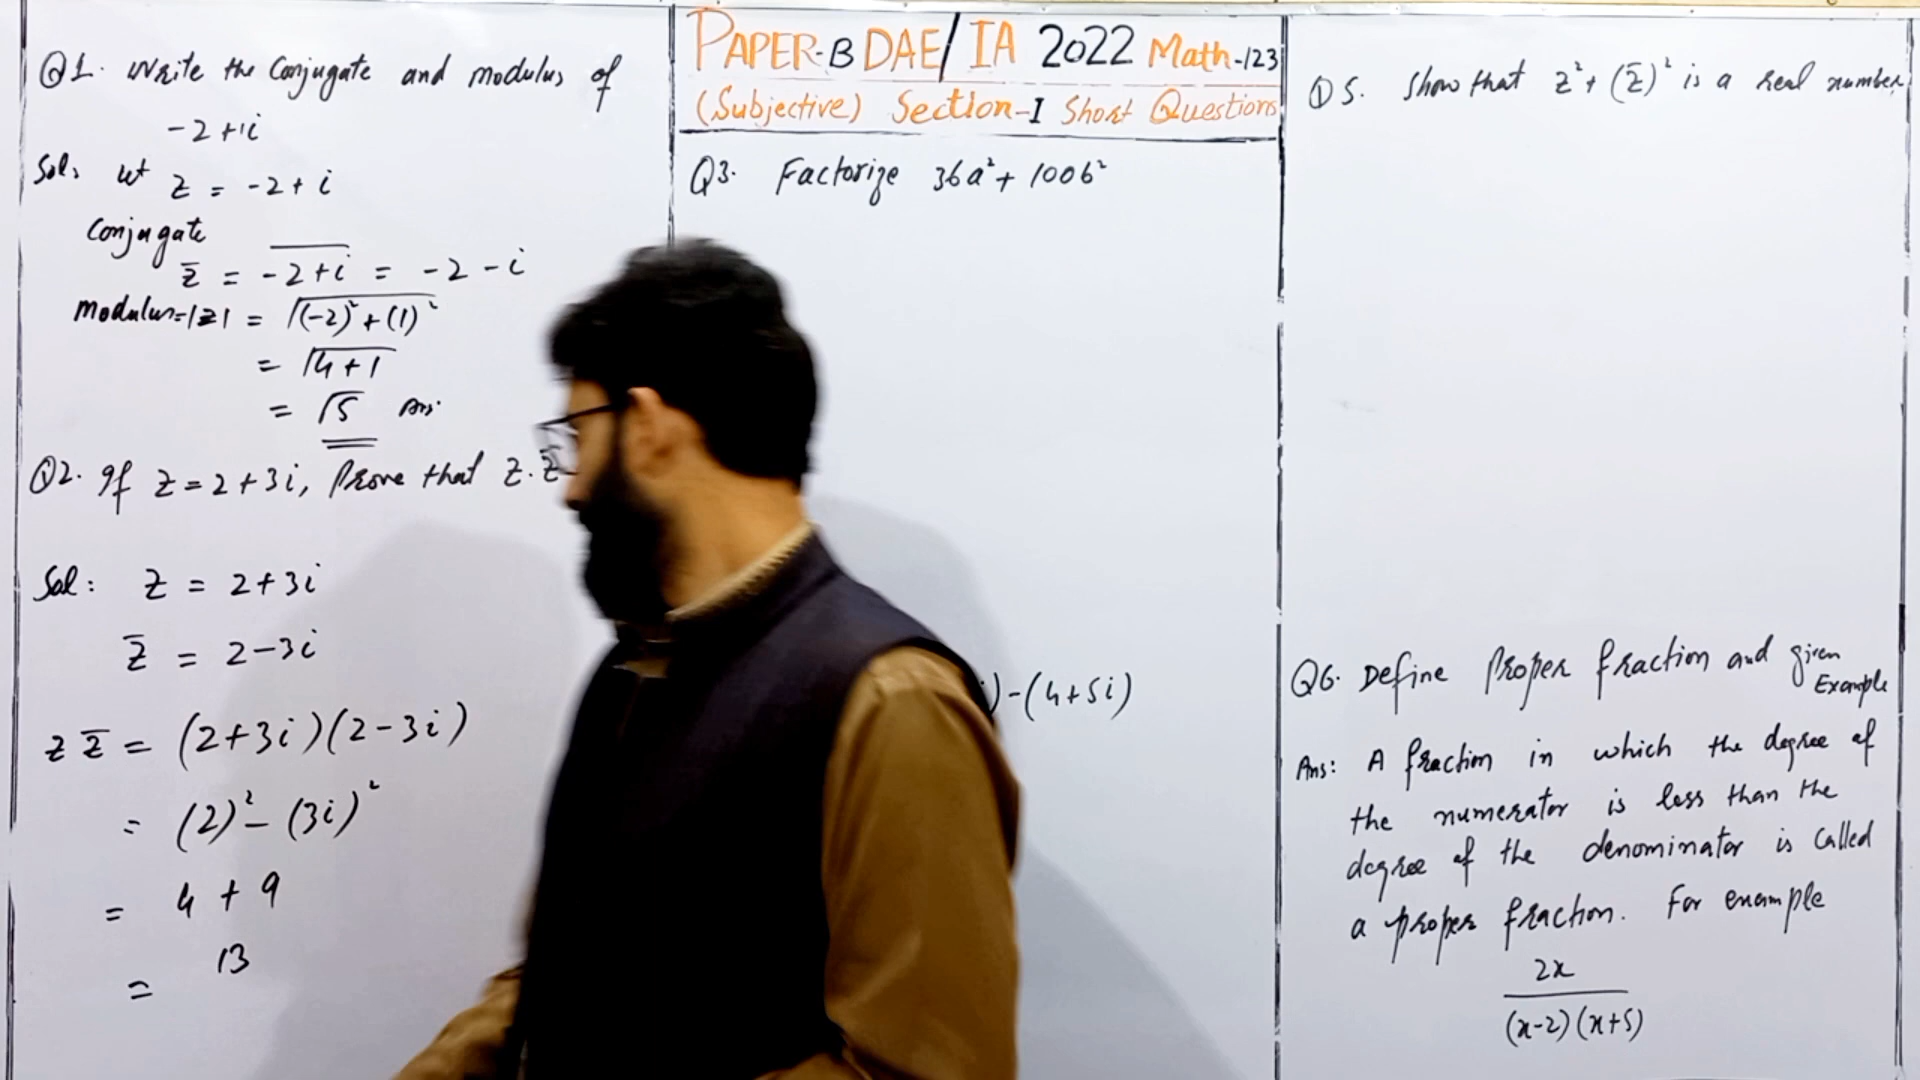 Q1. Write the Conjugate and modulus of
-2+1i
Sol: let z = -2+i
Conjugate
z̅ = \overline{-2+i} = -2-i
Modulus=|z| = √((-2)²+(1)²)
= √(4+1)
= √5 Ans.
Q2. If z=2+3i, Prove that z.z̅
Sol: z = 2+3i
z̅ = 2-3i
z z̅ = (2+3i)(2-3i)
= (2)²-(3i)²
= 4+9
= 13
PAPER-B DAE/IA 2022 Math-123
(Subjective) Section-I Short Questions
Q3. Factorize 36a²+100b²
)-(4+5i)
Q5. Show that z²+(z̅)² is a real number
Q6. Define Proper fraction and given
Example
Ans: A fraction in which the degree of
the numerator is less than the
degree of the denominator is called
a proper fraction. For example
2x
(x-2)(x+5)